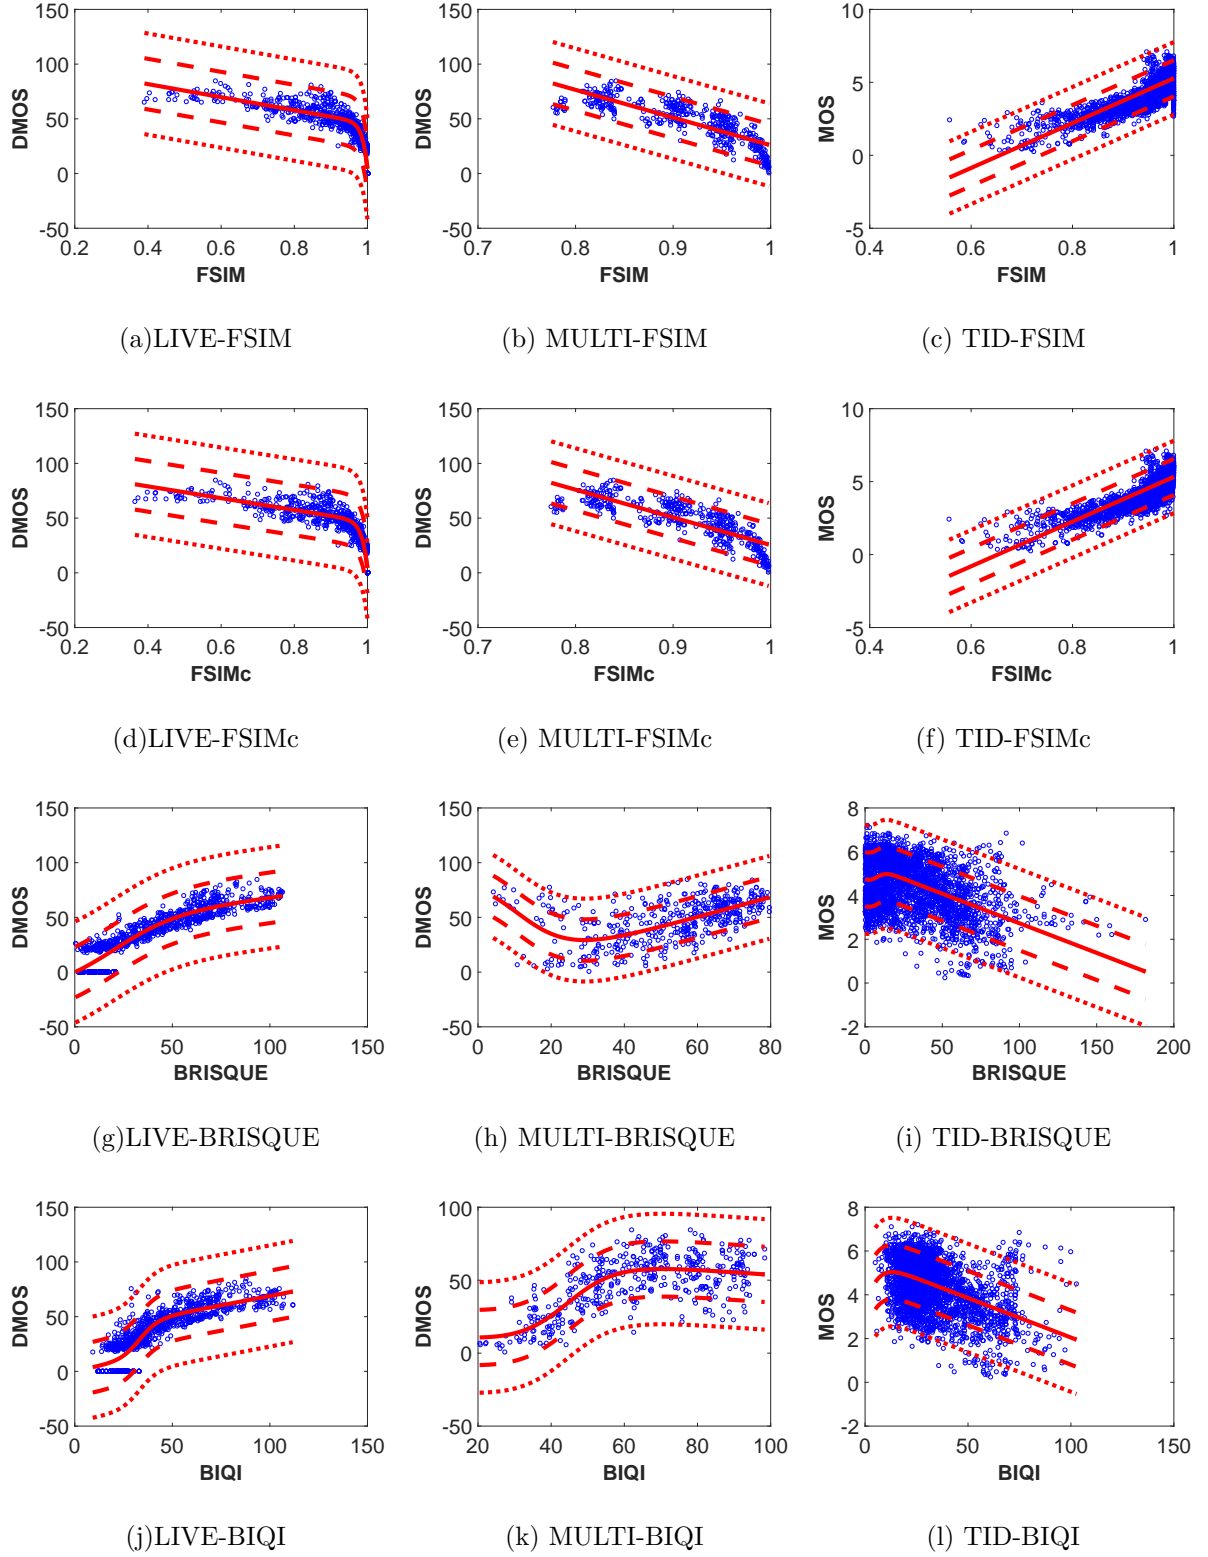 150
100
50
0
-50
DMOS
0.2 0.4 0.6 0.8 1
FSIM
(a)LIVE-FSIM
150
100
50
0
-50
DMOS
0.7 0.8 0.9 1
FSIM
(b) MULTI-FSIM
10
5
0
-5
MOS
0.4 0.6 0.8 1
FSIM
(c) TID-FSIM
150
100
50
0
-50
DMOS
0.2 0.4 0.6 0.8 1
FSIMc
(d)LIVE-FSIMc
150
100
50
0
-50
DMOS
0.7 0.8 0.9 1
FSIMc
(e) MULTI-FSIMc
10
5
0
-5
MOS
0.4 0.6 0.8 1
FSIMc
(f) TID-FSIMc
150
100
50
0
-50
DMOS
0 50 100 150
BRISQUE
(g)LIVE-BRISQUE
150
100
50
0
-50
DMOS
0 20 40 60 80
BRISQUE
(h) MULTI-BRISQUE
8
6
4
2
0
-2
MOS
0 50 100 150 200
BRISQUE
(i) TID-BRISQUE
150
100
50
0
-50
DMOS
0 50 100 150
BIQI
(j)LIVE-BIQI
100
50
0
-50
DMOS
20 40 60 80 100
BIQI
(k) MULTI-BIQI
8
6
4
2
0
-2
MOS
0 50 100 150
BIQI
(l) TID-BIQI